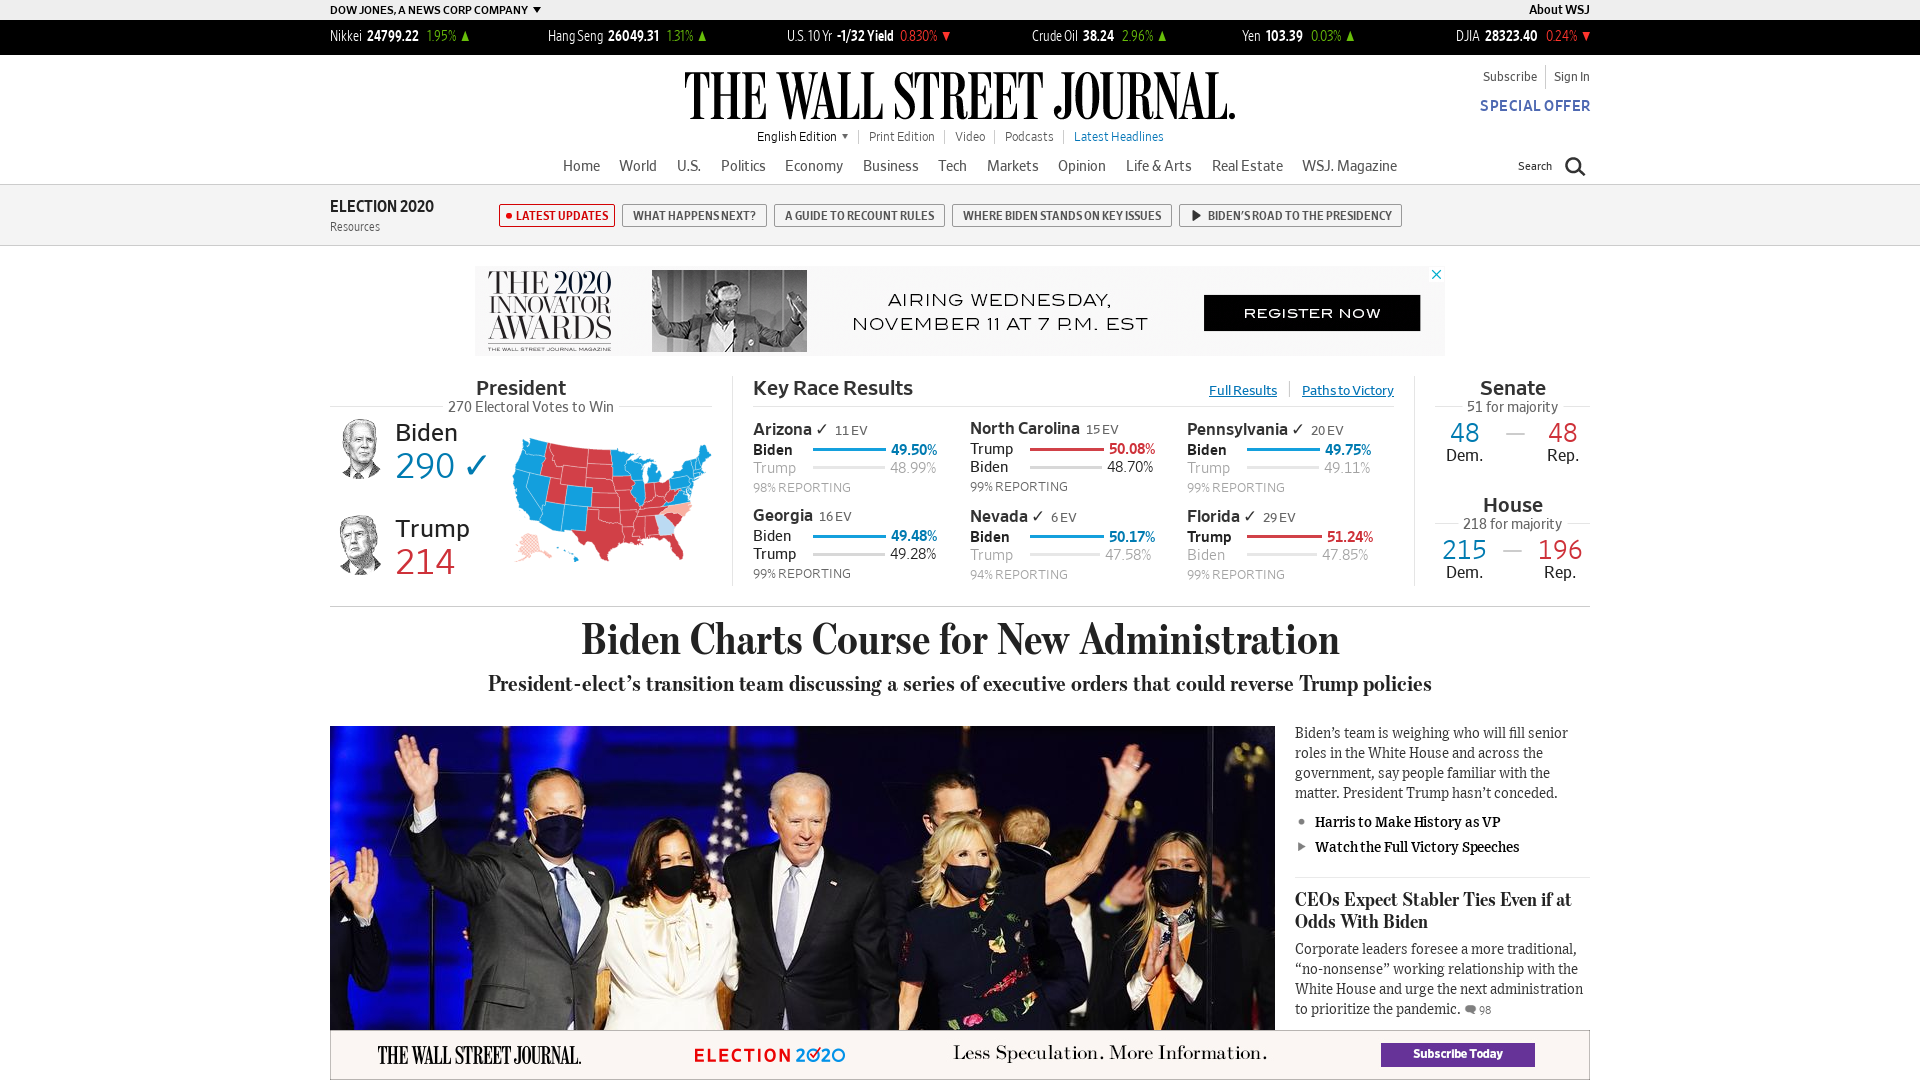 DOW JONES, A NEWS CORP COMPANY ▼
About WSJ
Nikkei 24799.22 1.95% ▲
Hang Seng 26049.31 1.31% ▲
U.S. 10 Yr -1/32 Yield 0.830% ▼
Crude Oil 38.24 2.96% ▲
Yen 103.39 0.03% ▲
DJIA 28323.40 0.24% ▼
THE WALL STREET JOURNAL.
Subscribe
Sign In
SPECIAL OFFER
English Edition ▼
Print Edition
Video
Podcasts
Latest Headlines
Home World U.S. Politics Economy Business Tech Markets Opinion Life & Arts Real Estate WSJ. Magazine
Search
ELECTION 2020
Resources
LATEST UPDATES
WHAT HAPPENS NEXT?
A GUIDE TO RECOUNT RULES
WHERE BIDEN STANDS ON KEY ISSUES
BIDEN'S ROAD TO THE PRESIDENCY
THE 2020
INNOVATOR
AWARDS
THE WALL STREET JOURNAL MAGAZINE
AIRING WEDNESDAY,
NOVEMBER 11 AT 7 P.M. EST
REGISTER NOW
President
270 Electoral Votes to Win
Biden
290 ✓
Trump
214
Key Race Results
Full Results
Paths to Victory
Arizona ✓ 11 EV
Biden 49.50%
Trump 48.99%
98% REPORTING
North Carolina 15 EV
Trump 50.08%
Biden 48.70%
99% REPORTING
Pennsylvania ✓ 20 EV
Biden 49.75%
Trump 49.11%
99% REPORTING
Georgia 16 EV
Biden 49.48%
Trump 49.28%
99% REPORTING
Nevada ✓ 6 EV
Biden 50.17%
Trump 47.58%
94% REPORTING
Florida ✓ 29 EV
Trump 51.24%
Biden 47.85%
99% REPORTING
Senate
51 for majority
48 — 48
Dem. Rep.
House
218 for majority
215 — 196
Dem. Rep.
Biden Charts Course for New Administration
President-elect's transition team discussing a series of executive orders that could reverse Trump policies
Biden's team is weighing who will fill senior
roles in the White House and across the
government, say people familiar with the
matter. President Trump hasn't conceded.
Harris to Make History as VP
Watch the Full Victory Speeches
CEOs Expect Stabler Ties Even if at
Odds With Biden
Corporate leaders foresee a more traditional,
“no-nonsense” working relationship with the
White House and urge the next administration
to prioritize the pandemic. 98
THE WALL STREET JOURNAL.
ELECTION 2020
Less Speculation. More Information.
Subscribe Today